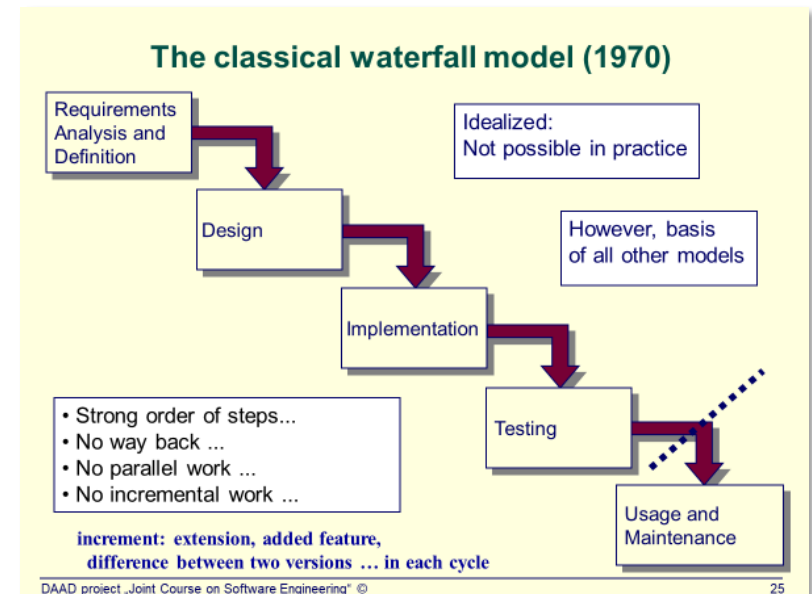 The classical waterfall model (1970)
Requirements
Analysis and
Definition
Idealized:
Not possible in practice
Design
However, basis
of all other models
Implementation
• Strong order of steps...
• No way back ...
• No parallel work ...
• No incremental work ...
Testing
Usage and
Maintenance
increment: extension, added feature,
difference between two versions … in each cycle
DAAD project „Joint Course on Software Engineering“ ©
25